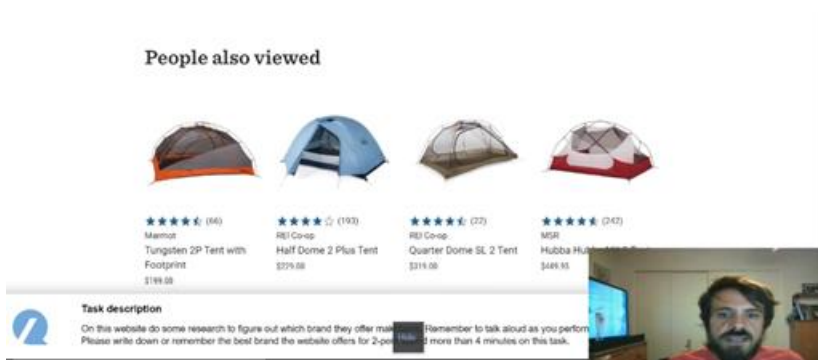 People also viewed
(66)
Marmot
Tungsten 2P Tent with
Footprint
$199.00
(193)
REI Co-op
Half Dome 2 Plus Tent
$229.00
(22)
REI Co-op
Quarter Dome SL 2 Tent
$319.00
(242)
MSR
Hubba
$449.95
Task description
On this website do some research to figure out which brand they offer Remember to talk aloud as you perform
Please write down or remember the best brand the website offers for more than 4 minutes on this task.
Hide